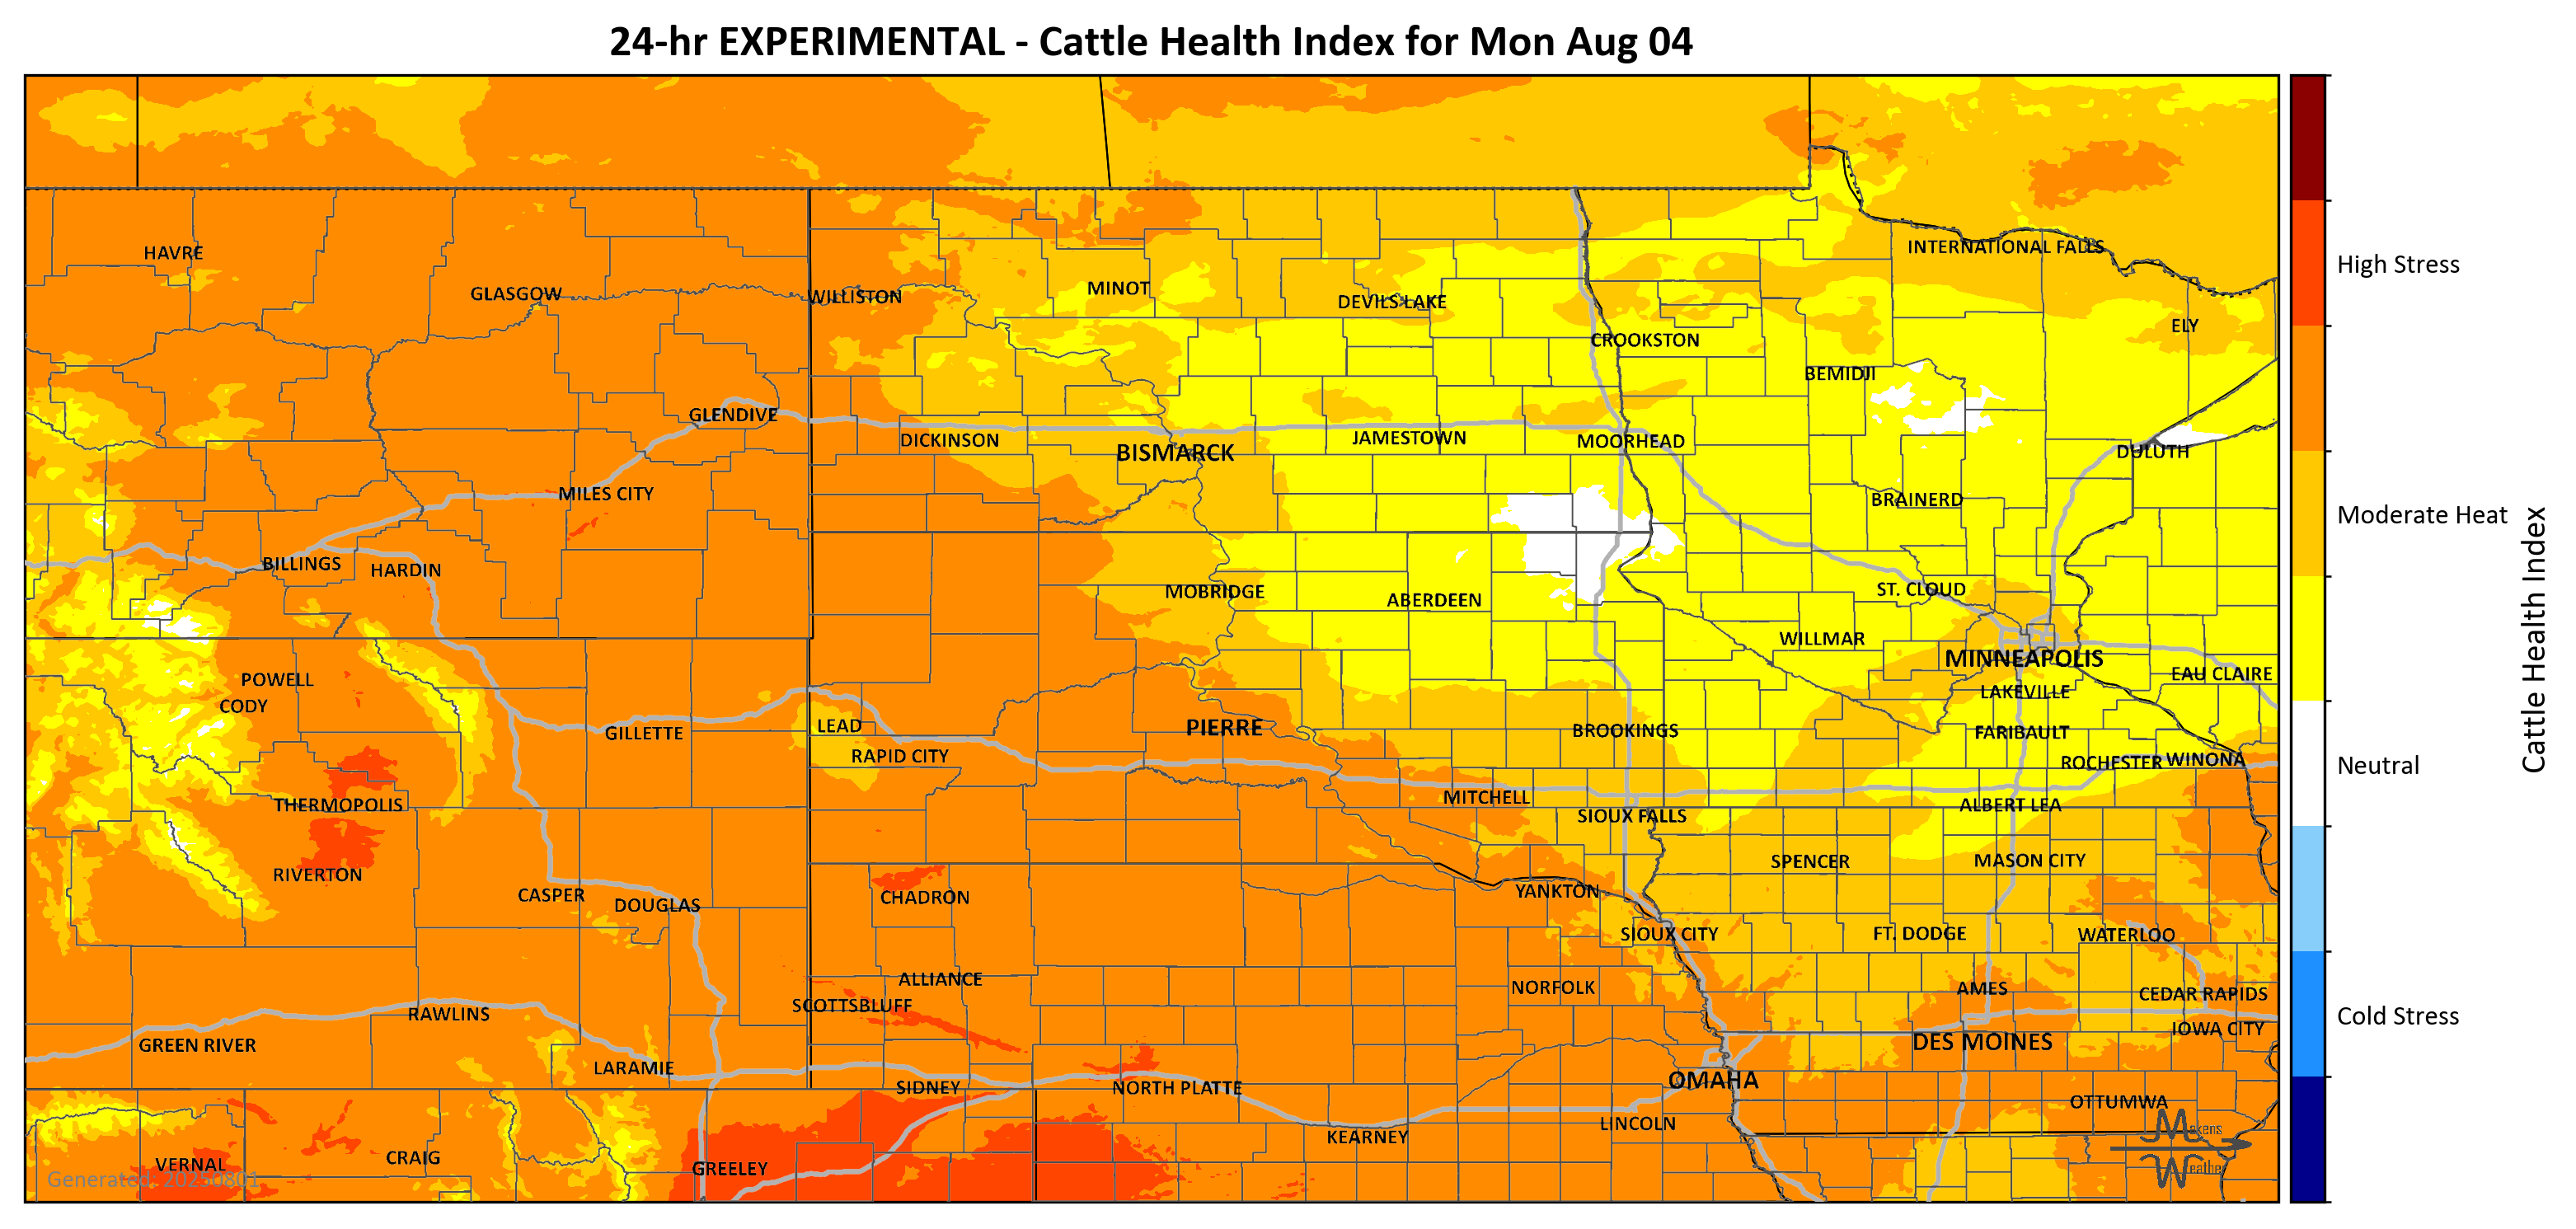 24-hr EXPERIMENTAL - Cattle Health Index for Mon Aug 04
HAVRE
GLASGOW
WILLISTON
MINOT
DEVILS LAKE
INTERNATIONAL FALLS
ELY
CROOKSTON
BEMIDJI
GLENDIVE
DICKINSON
BISMARCK
JAMESTOWN
MOORHEAD
DULUTH
MILES CITY
BRAINERD
BILLINGS
HARDIN
MOBRIDGE
ABERDEEN
ST. CLOUD
WILLMAR
MINNEAPOLIS
EAU CLAIRE
POWELL
CODY
LAKEVILLE
GILLETTE
LEAD
RAPID CITY
PIERRE
BROOKINGS
FARIBAULT
ROCHESTER
WINONA
THERMOPOLIS
MITCHELL
SIOUX FALLS
ALBERT LEA
RIVERTON
SPENCER
MASON CITY
CASPER
DOUGLAS
CHADRON
YANKTON
SIOUX CITY
FT. DODGE
WATERLOO
ALLIANCE
SCOTTSBLUFF
NORFOLK
AMES
CEDAR RAPIDS
RAWLINS
GREEN RIVER
IOWA CITY
DES MOINES
LARAMIE
SIDNEY
NORTH PLATTE
OMAHA
OTTUMWA
LINCOLN
KEARNEY
VERNAL
CRAIG
GREELEY
Generated: 20250801
Makens
Weather
High Stress
Moderate Heat
Neutral
Cold Stress
Cattle Health Index